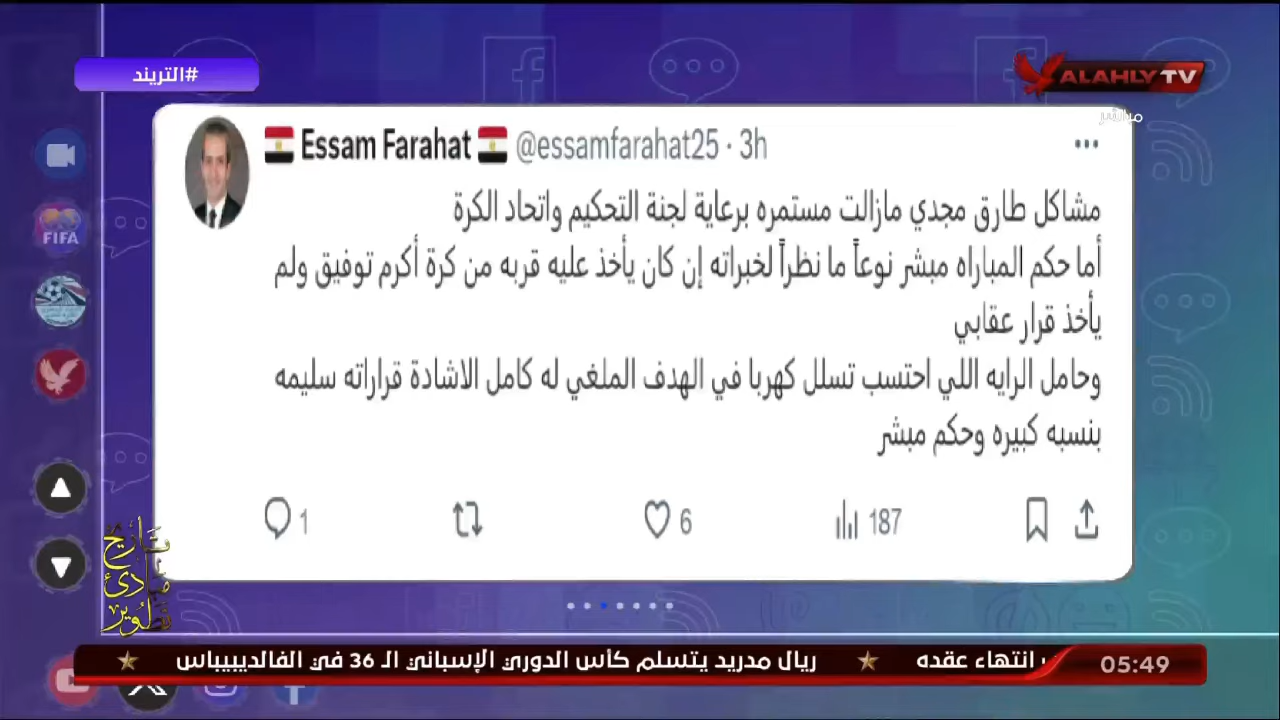 #التريند
ALAHLY TV
مباشر
Essam Farahat @essamfarahat25 · 3h
مشاكل طارق مجدي مازالت مستمره برعاية لجنة التحكيم واتحاد الكرة
أما حكم المباراه مبشر نوعاً ما نظراً لخبراته إن كان يأخذ عليه قربه من كرة أكرم توفيق ولم
يأخذ قرار عقابي
وحامل الرايه اللي احتسب تسلل كهربا في الهدف الملغي له كامل الاشادة قراراته سليمه
بنسبه كبيره وحكم مبشر
1 6 187
FIFA
تاريخ
مبادئ
تطوير
انتهاء عقده ★ ريال مدريد يتسلم كأس الدوري الإسباني الـ 36 في الفالديبيباس ★
05:49